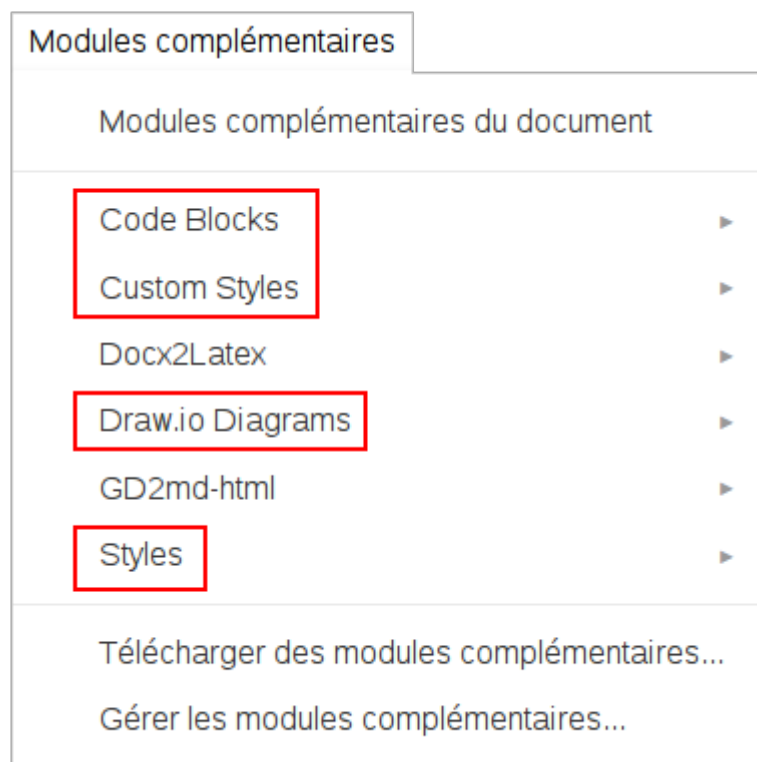 Modules complémentaires
Modules complémentaires du document
Code Blocks
Custom Styles
Docx2Latex
Draw.io Diagrams
GD2md-html
Styles
Télécharger des modules complémentaires...
Gérer les modules complémentaires...